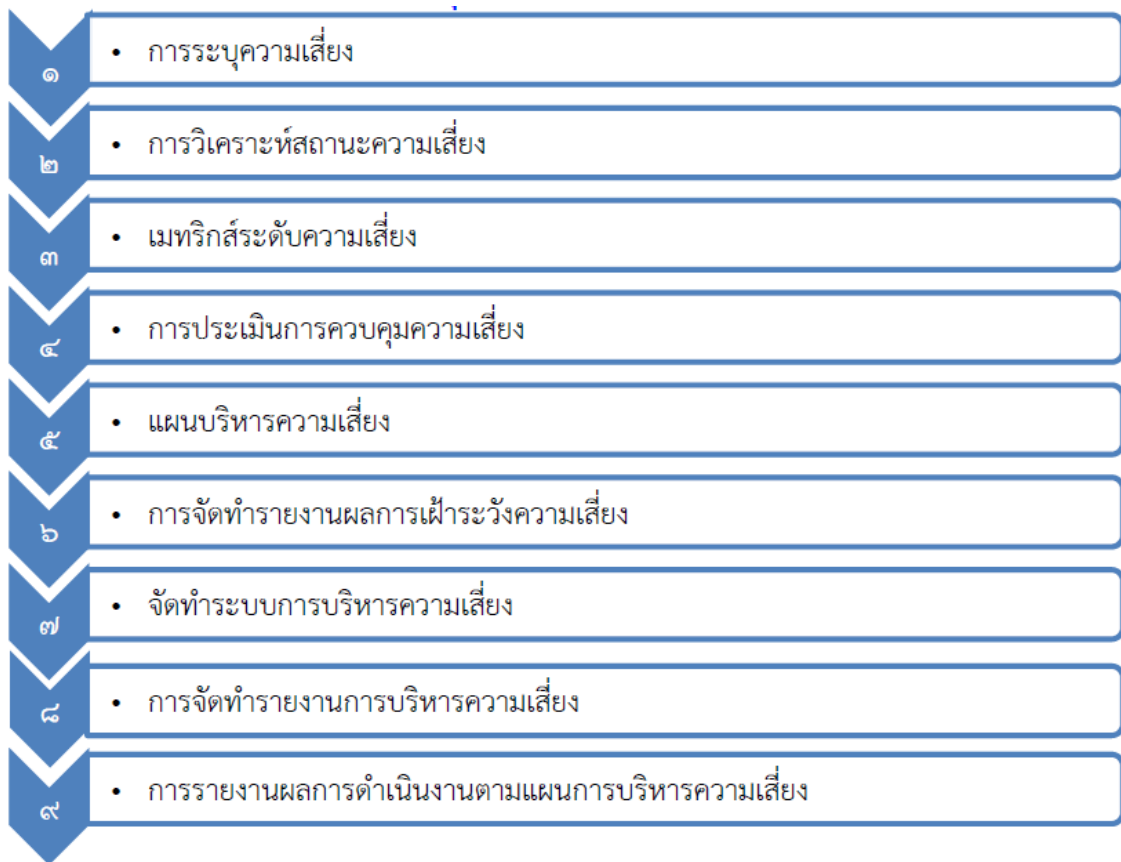 ๑ • การระบุความเสี่ยง
๒ • การวิเคราะห์สถานะความเสี่ยง
๓ • เมทริกส์ระดับความเสี่ยง
๔ • การประเมินการควบคุมความเสี่ยง
๕ • แผนบริหารความเสี่ยง
๖ • การจัดทำรายงานผลการเฝ้าระวังความเสี่ยง
๗ • จัดทำระบบการบริหารความเสี่ยง
๘ • การจัดทำรายงานการบริหารความเสี่ยง
๙ • การรายงานผลการดำเนินงานตามแผนการบริหารความเสี่ยง